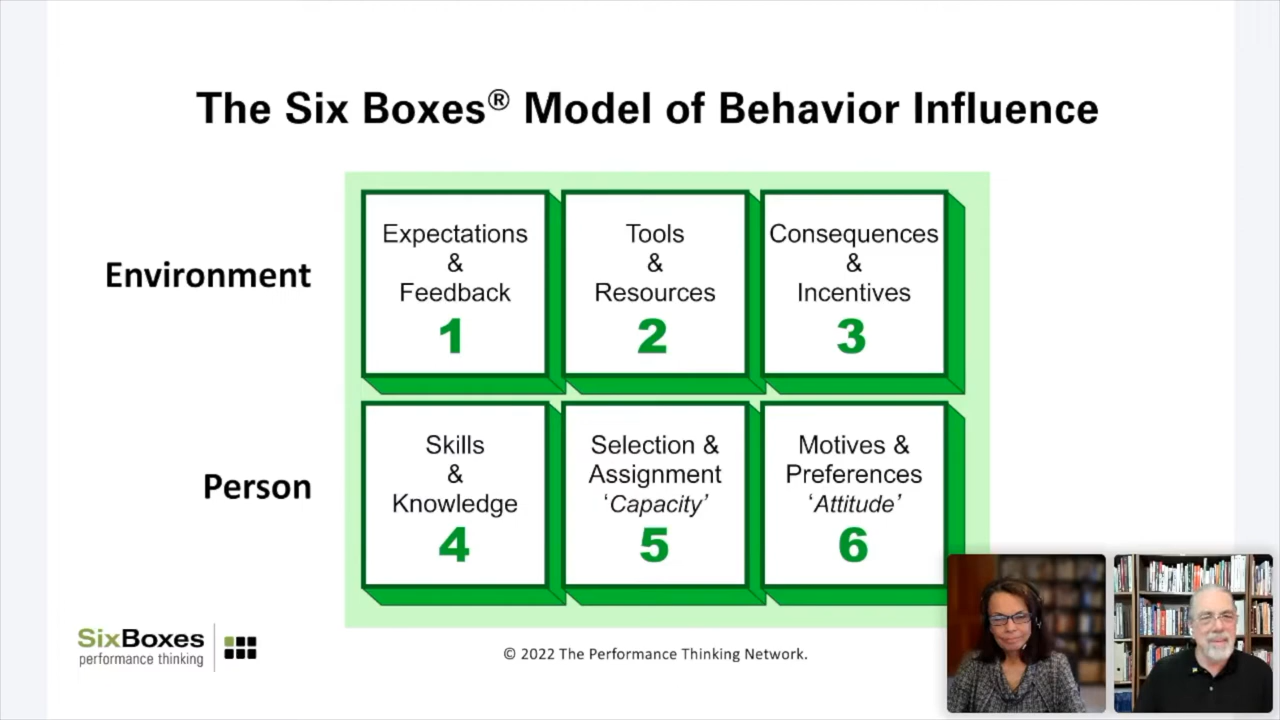 The Six Boxes® Model of Behavior Influence
Environment
Expectations
&
Feedback
1
Tools
&
Resources
2
Consequences
&
Incentives
3
Person
Skills
&
Knowledge
4
Selection &
Assignment
‘Capacity’
5
Motives &
Preferences
‘Attitude’
6
SixBoxes
performance thinking
© 2022 The Performance Thinking Network.